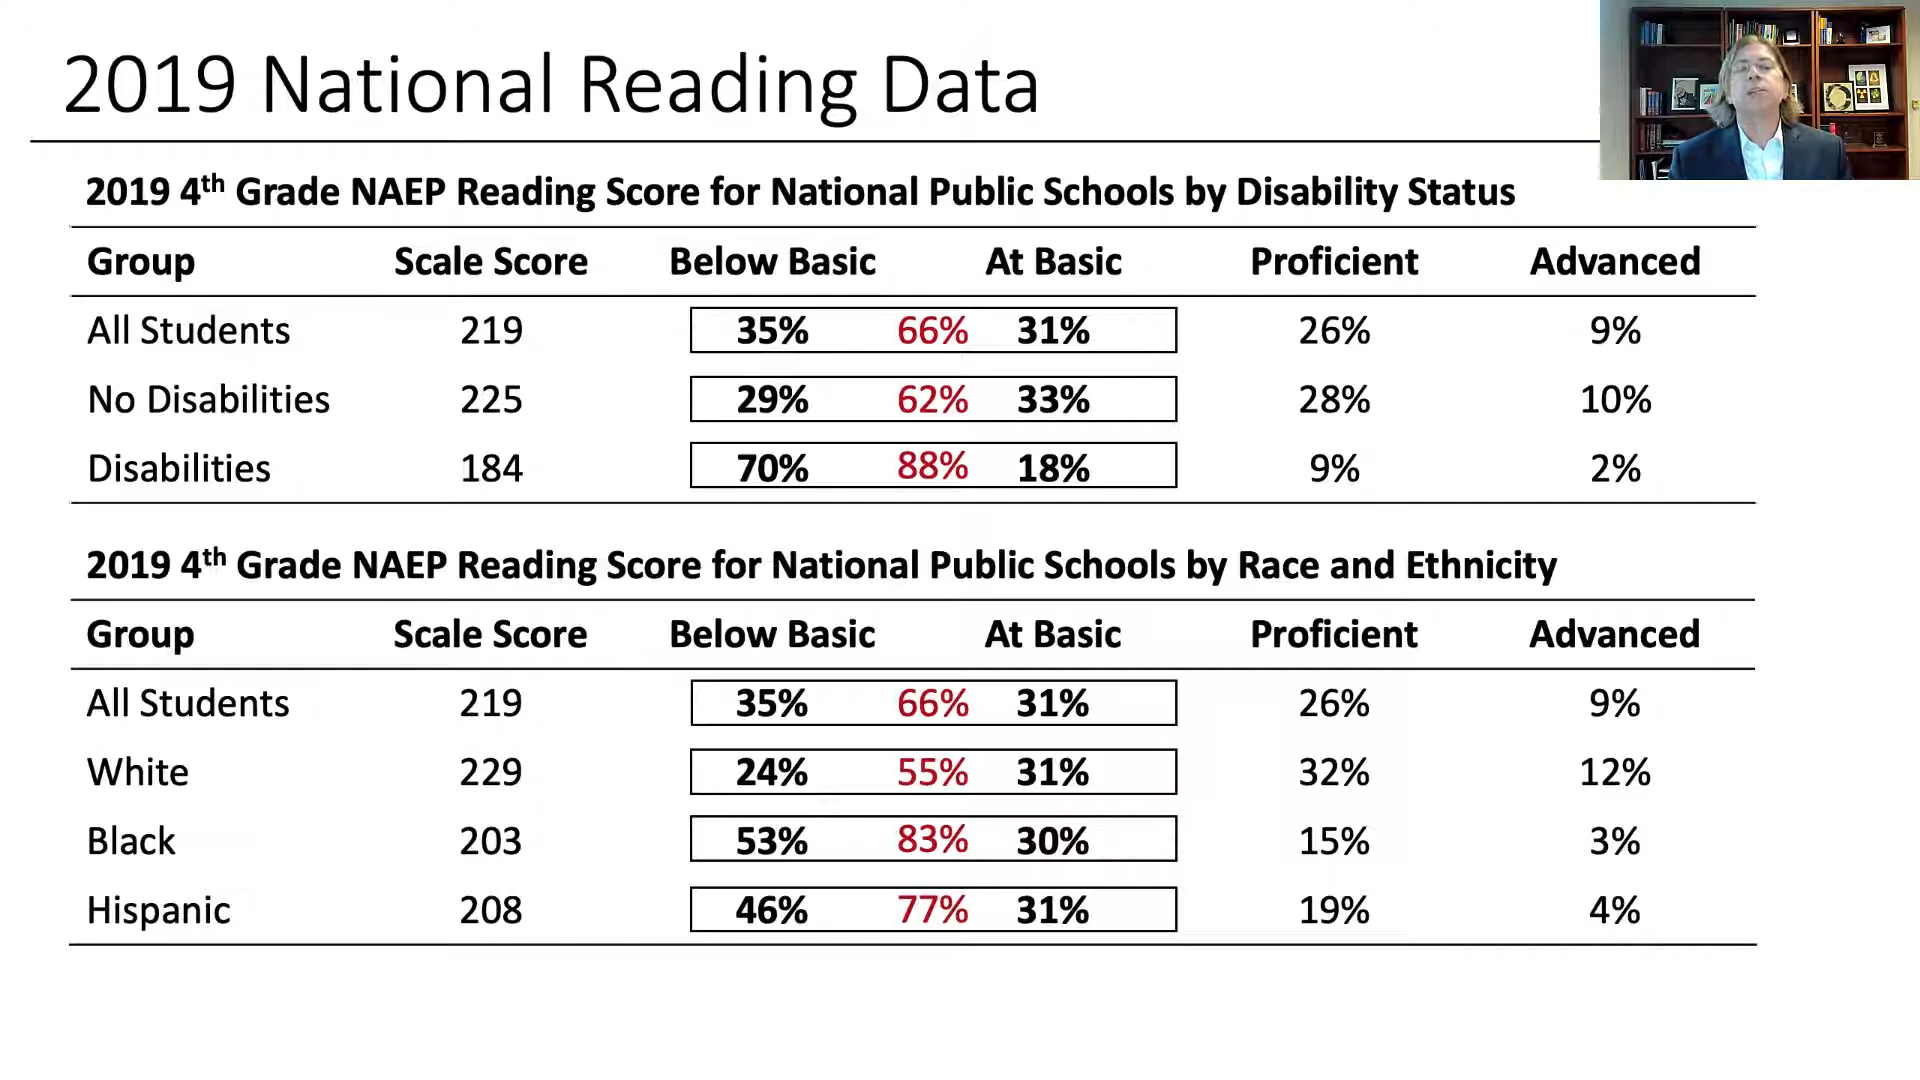 2019 National Reading Data
2019 4th Grade NAEP Reading Score for National Public Schools by Disability Status
Group Scale Score Below Basic At Basic Proficient Advanced
All Students 219 35% 66% 31% 26% 9%
No Disabilities 225 29% 62% 33% 28% 10%
Disabilities 184 70% 88% 18% 9% 2%
2019 4th Grade NAEP Reading Score for National Public Schools by Race and Ethnicity
Group Scale Score Below Basic At Basic Proficient Advanced
All Students 219 35% 66% 31% 26% 9%
White 229 24% 55% 31% 32% 12%
Black 203 53% 83% 30% 15% 3%
Hispanic 208 46% 77% 31% 19% 4%